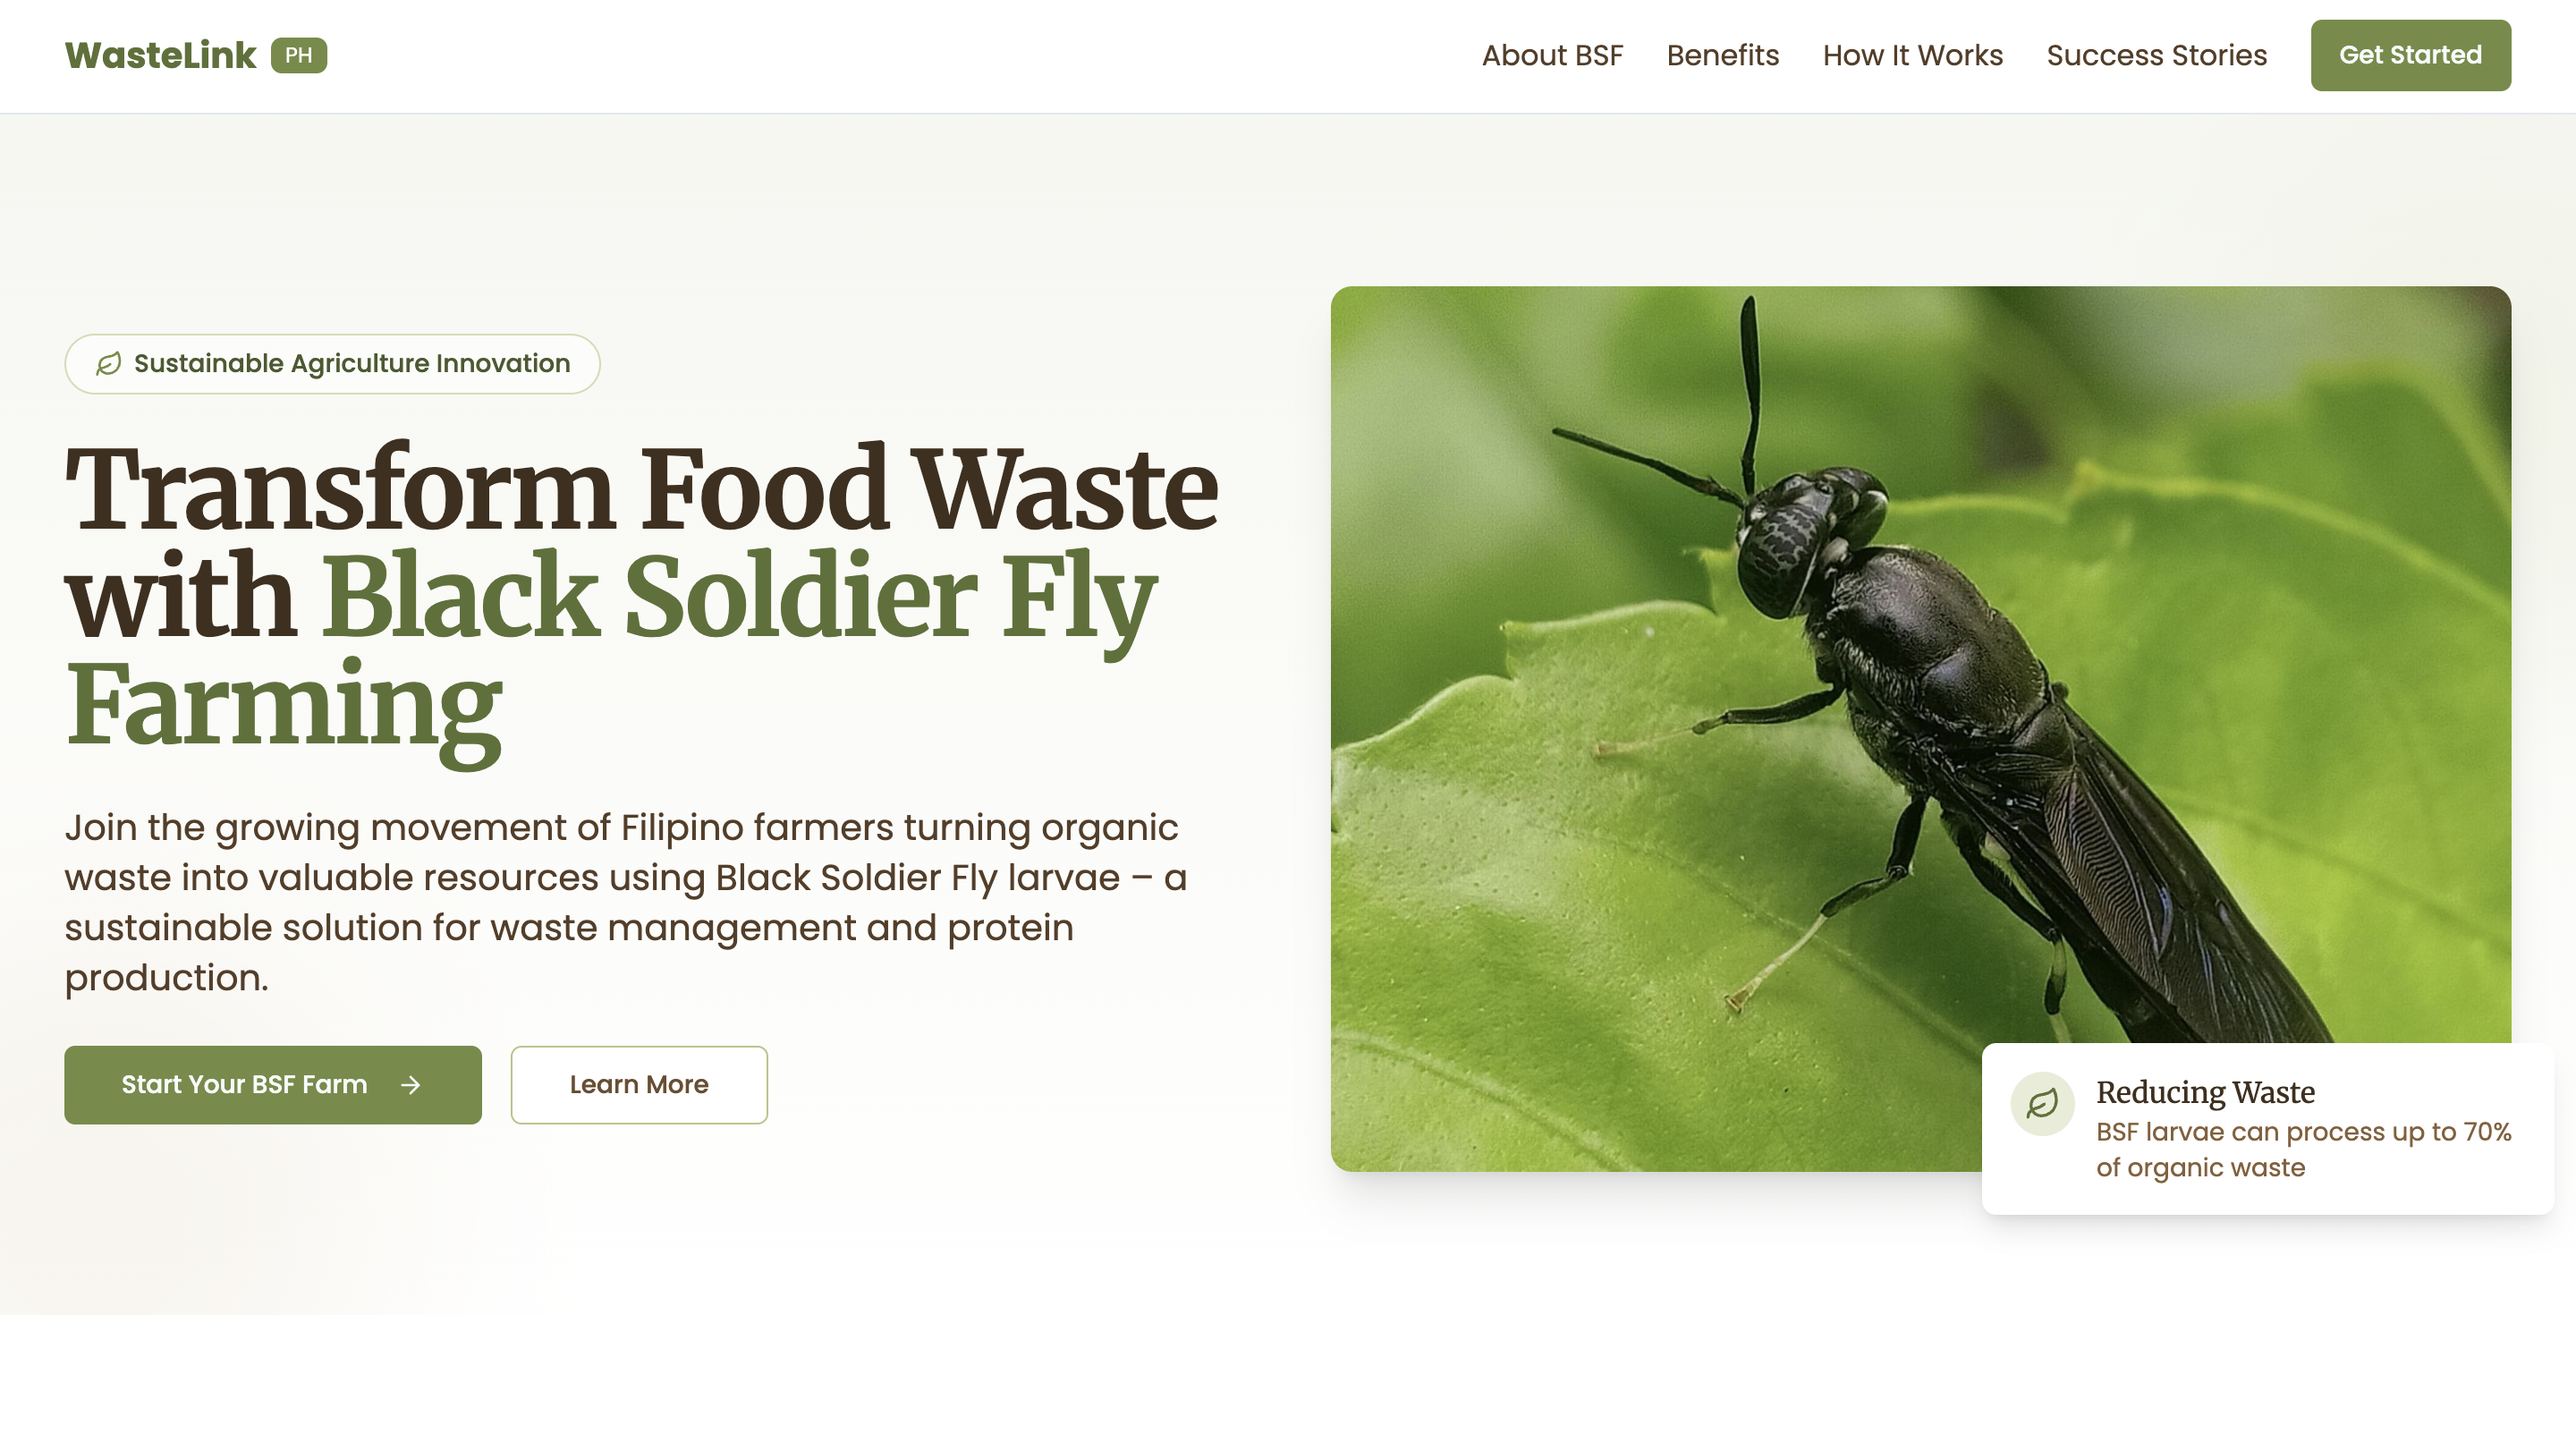 WasteLink PH
About BSF
Benefits
How It Works
Success Stories
Get Started
Sustainable Agriculture Innovation
Transform Food Waste
with Black Soldier Fly
Farming
Join the growing movement of Filipino farmers turning organic
waste into valuable resources using Black Soldier Fly larvae – a
sustainable solution for waste management and protein
production.
Start Your BSF Farm →
Learn More
Reducing Waste
BSF larvae can process up to 70%
of organic waste